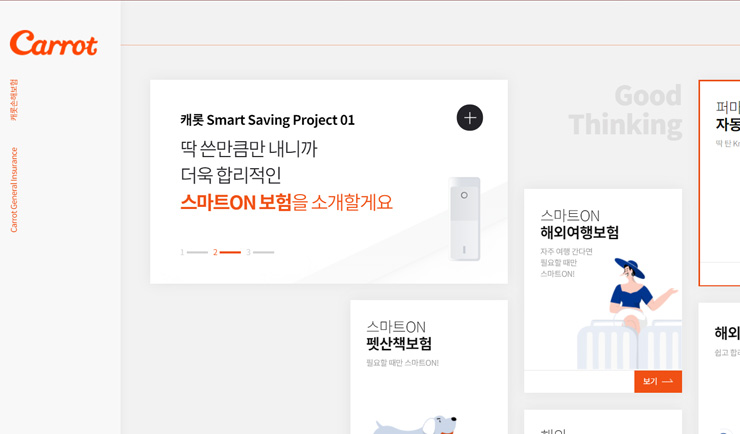 Carrot
캐롯손해보험
Carrot General Insurance
캐롯 Smart Saving Project 01
딱 쓴만큼만 내니까
더욱 합리적인
스마트ON 보험을 소개할게요
1
2
3
Good
Thinking
스마트ON
해외여행보험
자주 여행 간다면
필요할 때만
스마트ON!
보기
스마트ON
펫산책보험
필요할 때만 스마트ON!
퍼마
자동
딱 탄 K
해외
쉽고 합
해외